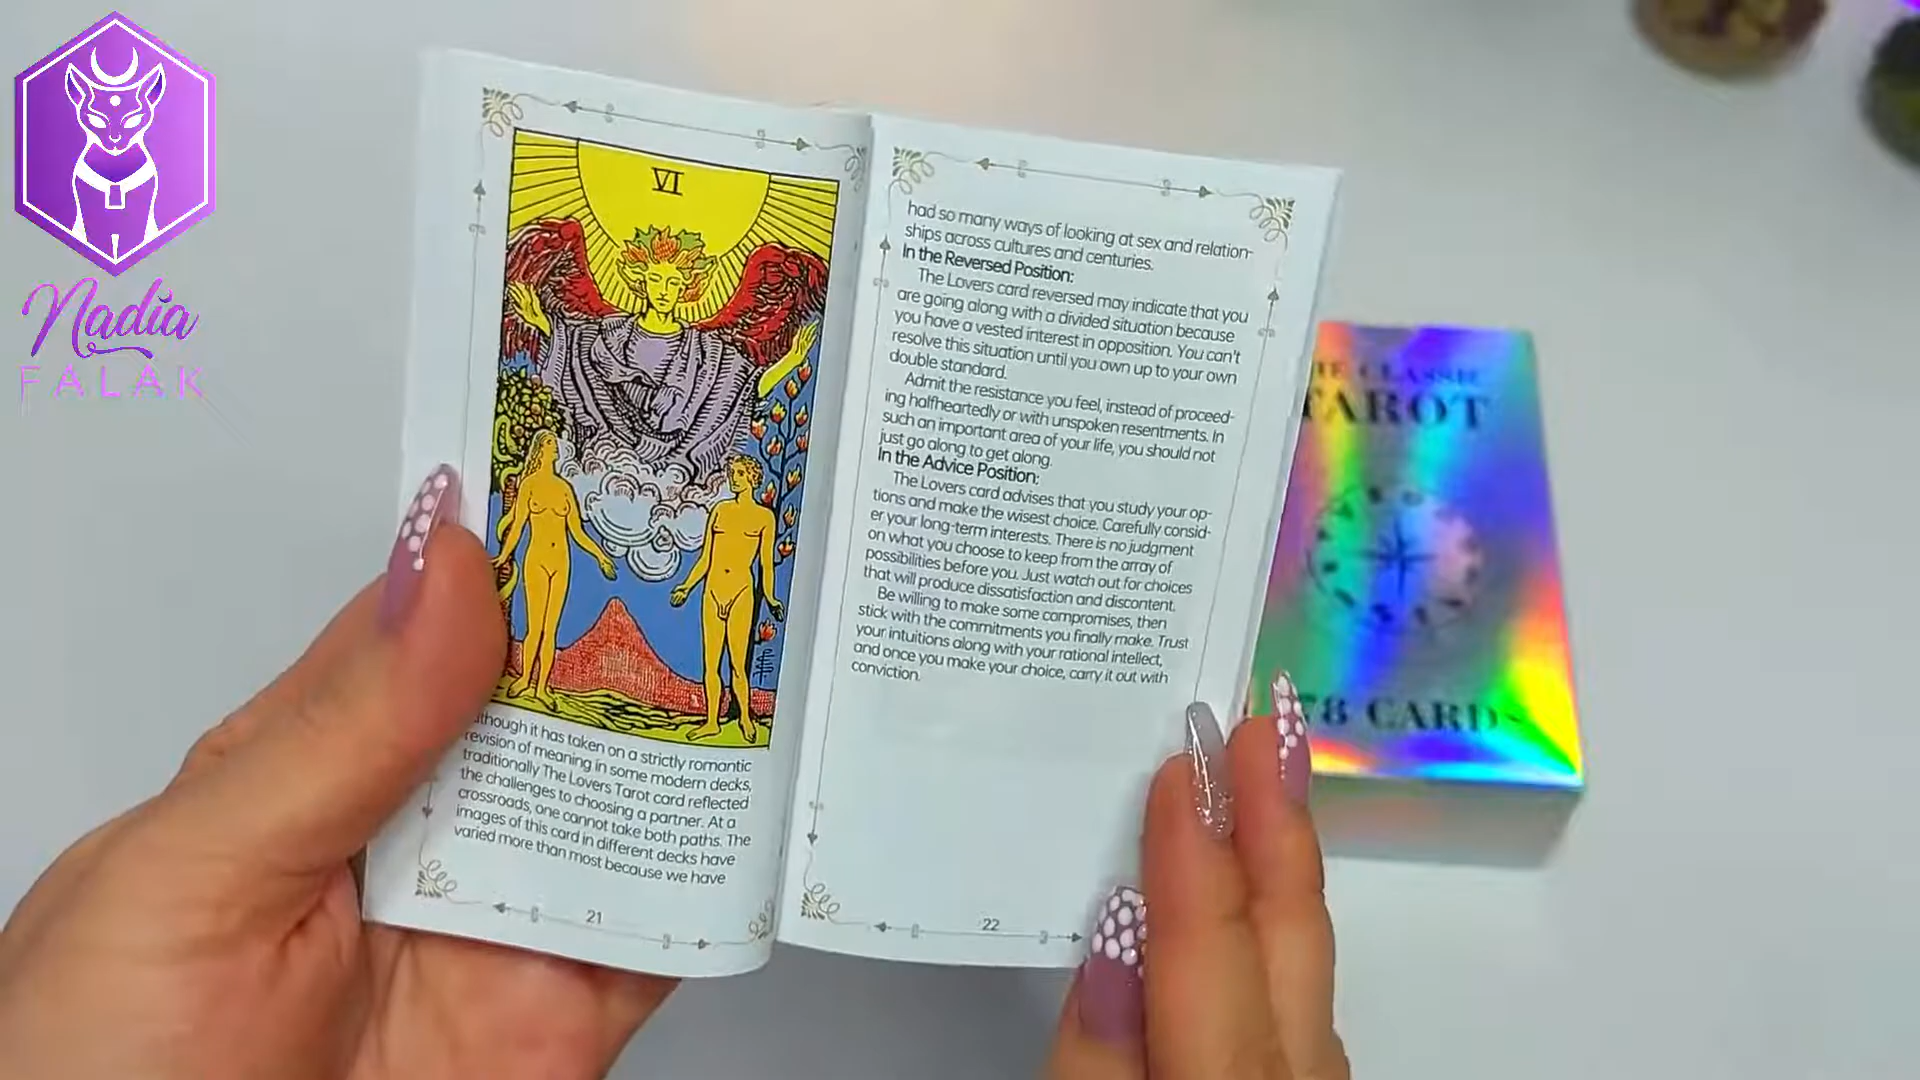 Nadia
FALAK
VI
although it has taken on a strictly romantic
revision of meaning in some modern decks,
traditionally The Lovers Tarot card reflected
the challenges to choosing a partner. At a
crossroads, one cannot take both paths. The
images of this card in different decks have
varied more than most because we have
21
had so many ways of looking at sex and relation-
ships across cultures and centuries.
In the Reversed Position:
The Lovers card reversed may indicate that you
are going along with a divided situation because
you have a vested interest in opposition. You can't
resolve this situation until you own up to your own
double standard.
Admit the resistance you feel, instead of proceed-
ing halfheartedly or with unspoken resentments. In
such an important area of your life, you should not
just go along to get along.
In the Advice Position:
The Lovers card advises that you study your op-
tions and make the wisest choice. Carefully consid-
er your long-term interests. There is no judgment
on what you choose to keep from the array of
possibilities before you. Just watch out for choices
that will produce dissatisfaction and discontent.
Be willing to make some compromises, then
stick with the commitments you finally make. Trust
your intuitions along with your rational intellect,
and once you make your choice, carry it out with
conviction.
22
CLASSIC
TAROT
78 CARDS